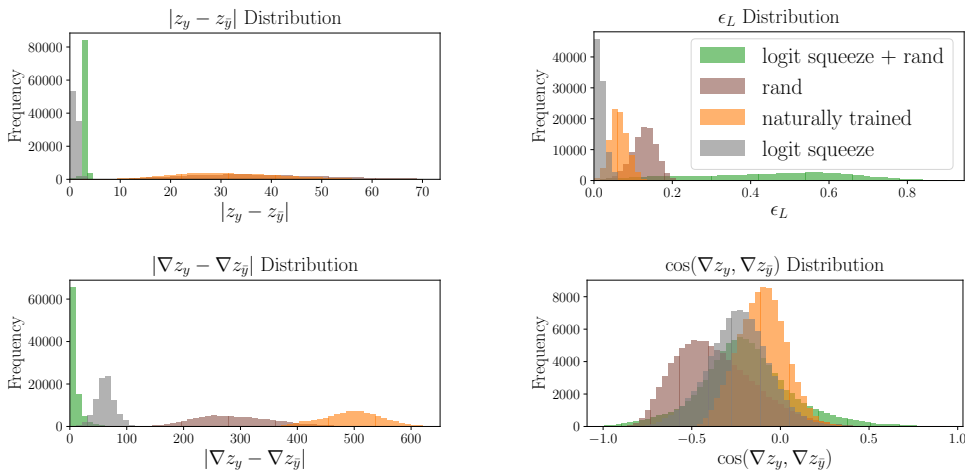 |z_y − z_ȳ| Distribution
80000
60000
40000
20000
0
Frequency
0 10 20 30 40 50 60 70
|z_y − z_ȳ|
ϵ_L Distribution
40000
30000
20000
10000
0
Frequency
logit squeeze + rand
rand
naturally trained
logit squeeze
0.0 0.2 0.4 0.6 0.8
ϵ_L
|∇z_y − ∇z_ȳ| Distribution
60000
40000
20000
0
Frequency
0 100 200 300 400 500 600
|∇z_y − ∇z_ȳ|
cos(∇z_y, ∇z_ȳ) Distribution
8000
6000
4000
2000
0
Frequency
−1.0 −0.5 0.0 0.5 1.0
cos(∇z_y, ∇z_ȳ)